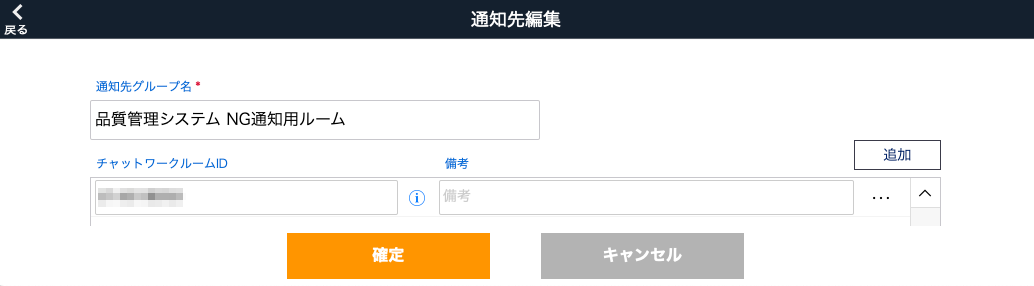 通知先編集
戻る
通知先グループ名 *
品質管理システム NG通知用ルーム
追加
チャットワークルームID 備考
備考 ...
確定 キャンセル